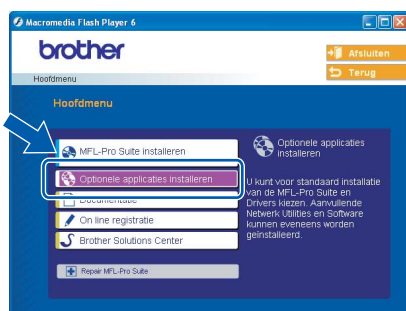 Macromedia Flash Player 6
brother
Afsluiten
Hoofdmenu
Terug
Hoofdmenu
MFL-Pro Suite installeren
Optionele applicaties installeren
Documentatie
On line registratie
Brother Solutions Center
Repair MFL-Pro Suite
Optionele applicaties
installeren
U kunt voor standaard installatie
van de MFL-Pro Suite en
Drivers kiezen. Aanvullende
Netwerk Utilities en Software
kunnen eveneens worden
geïnstalleerd.